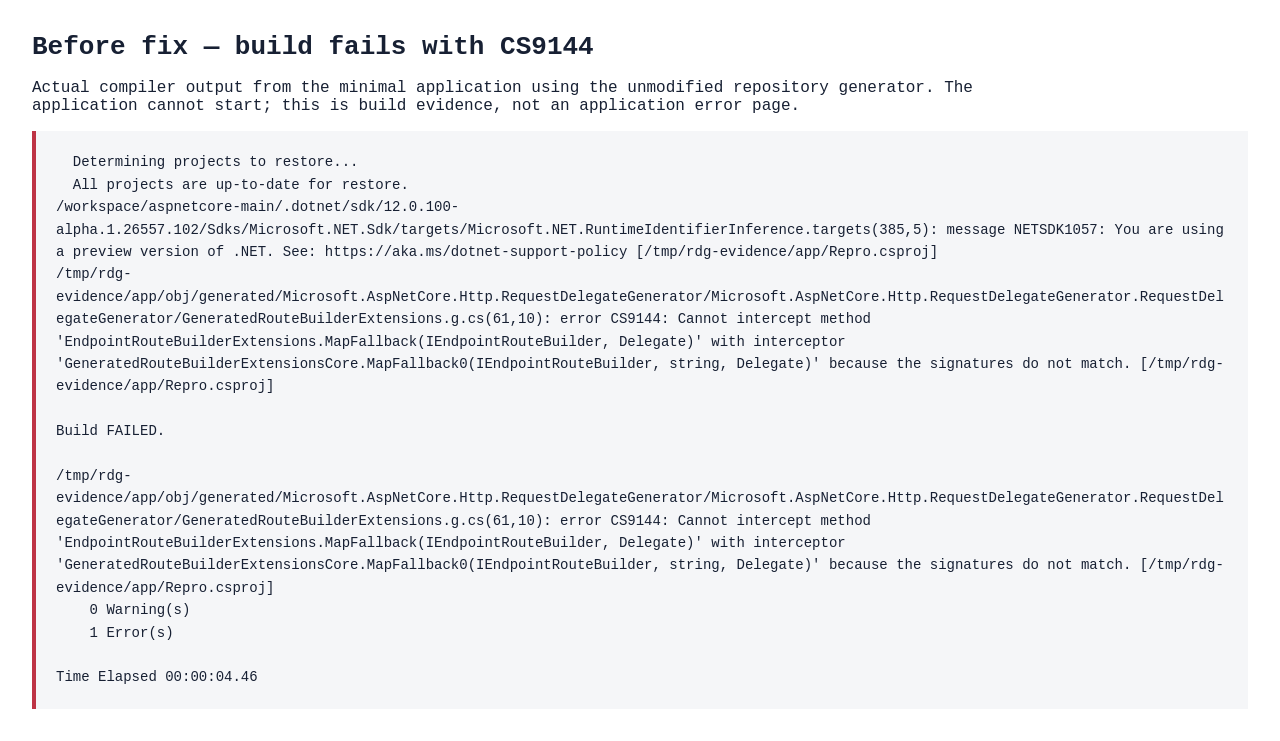 Before fix — build fails with CS9144
Actual compiler output from the minimal application using the unmodified repository generator. The
application cannot start; this is build evidence, not an application error page.
Determining projects to restore...
All projects are up-to-date for restore.
/workspace/aspnetcore-main/.dotnet/sdk/12.0.100-
alpha.1.26557.102/Sdks/Microsoft.NET.Sdk/targets/Microsoft.NET.RuntimeIdentifierInference.targets(385,5): message NETSDK1057: You are using
a preview version of .NET. See: https://aka.ms/dotnet-support-policy [/tmp/rdg-evidence/app/Repro.csproj]
/tmp/rdg-
evidence/app/obj/generated/Microsoft.AspNetCore.Http.RequestDelegateGenerator/Microsoft.AspNetCore.Http.RequestDelegateGenerator.RequestDel
egateGenerator/GeneratedRouteBuilderExtensions.g.cs(61,10): error CS9144: Cannot intercept method
'EndpointRouteBuilderExtensions.MapFallback(IEndpointRouteBuilder, Delegate)' with interceptor
'GeneratedRouteBuilderExtensionsCore.MapFallback0(IEndpointRouteBuilder, string, Delegate)' because the signatures do not match. [/tmp/rdg-
evidence/app/Repro.csproj]
Build FAILED.
/tmp/rdg-
evidence/app/obj/generated/Microsoft.AspNetCore.Http.RequestDelegateGenerator/Microsoft.AspNetCore.Http.RequestDelegateGenerator.RequestDel
egateGenerator/GeneratedRouteBuilderExtensions.g.cs(61,10): error CS9144: Cannot intercept method
'EndpointRouteBuilderExtensions.MapFallback(IEndpointRouteBuilder, Delegate)' with interceptor
'GeneratedRouteBuilderExtensionsCore.MapFallback0(IEndpointRouteBuilder, string, Delegate)' because the signatures do not match. [/tmp/rdg-
evidence/app/Repro.csproj]
0 Warning(s)
1 Error(s)
Time Elapsed 00:00:04.46